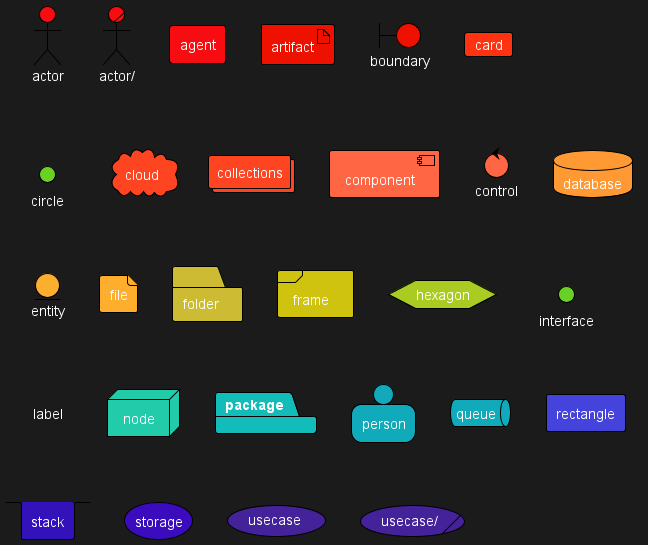 actor
actor/
agent
artifact
boundary
card
circle
cloud
collections
component
control
database
entity
file
folder
frame
hexagon
interface
label
node
package
person
queue
rectangle
stack
storage
usecase
usecase/